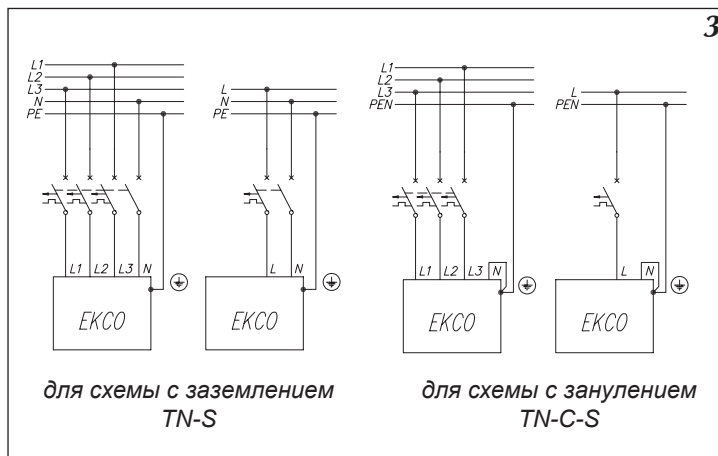 3
L1
L2
L3
N
PE
L
N
PE
L1
L2
L3
PEN
L
PEN
L1 L2 L3 N
L N
L1 L2 L3 N
L N
EKCO
EKCO
EKCO
EKCO
для схемы с заземлением
TN-S
для схемы с занулением
TN-C-S